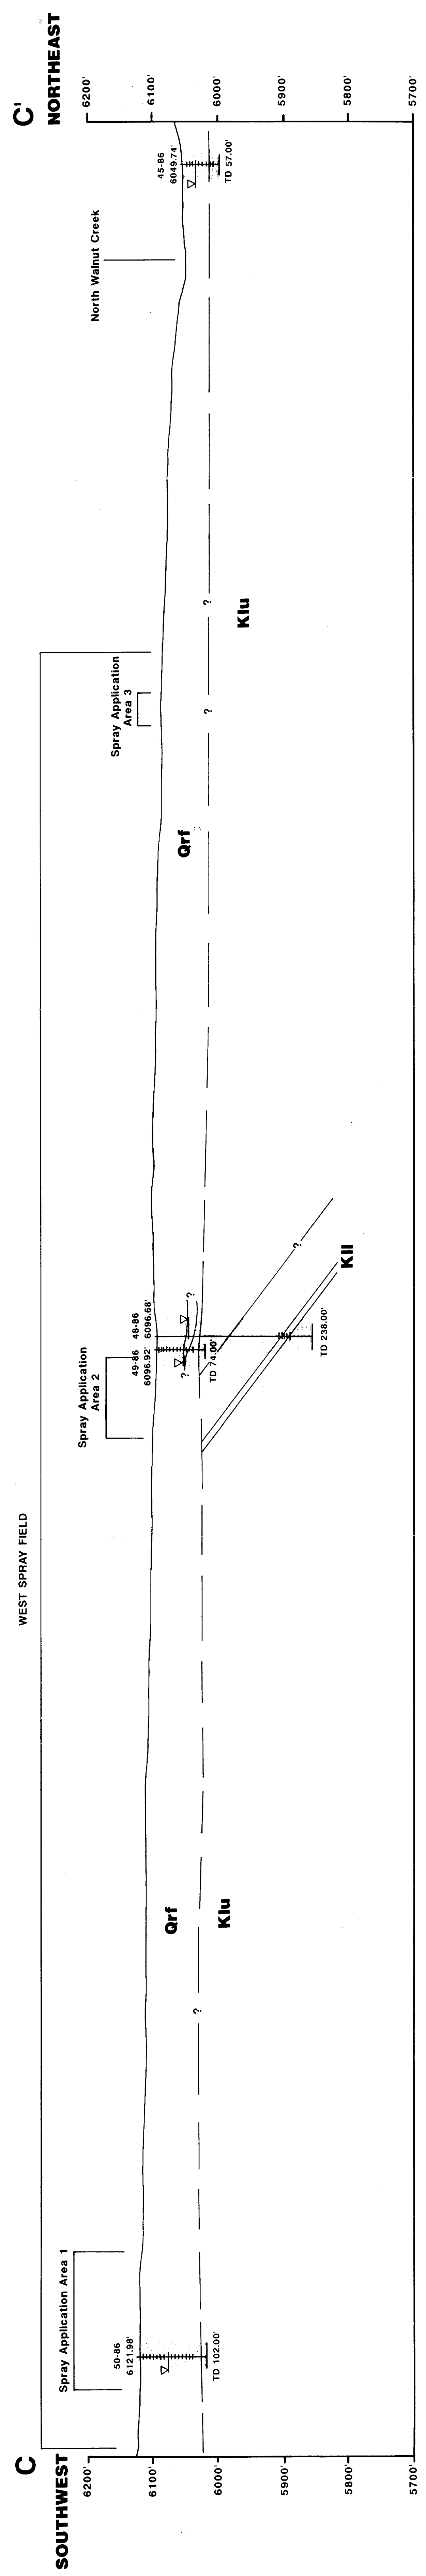 C
SOUTHWEST
C'
NORTHEAST
WEST SPRAY FIELD
Spray Application Area 1
50-86
6121.98'
TD 102.00'
Spray Application
Area 2
49-86
6096.92'
TD 74.00'
48-86
6096.68'
TD 238.00'
Spray Application
Area 3
North Walnut Creek
45-86
6049.74'
TD 57.00'
Qrf
Klu
Qrf
Klu
Kll
?
?
?
?
?
?
6200'
6100'
6000'
5900'
5800'
5700'
6200'
6100'
6000'
5900'
5800'
5700'